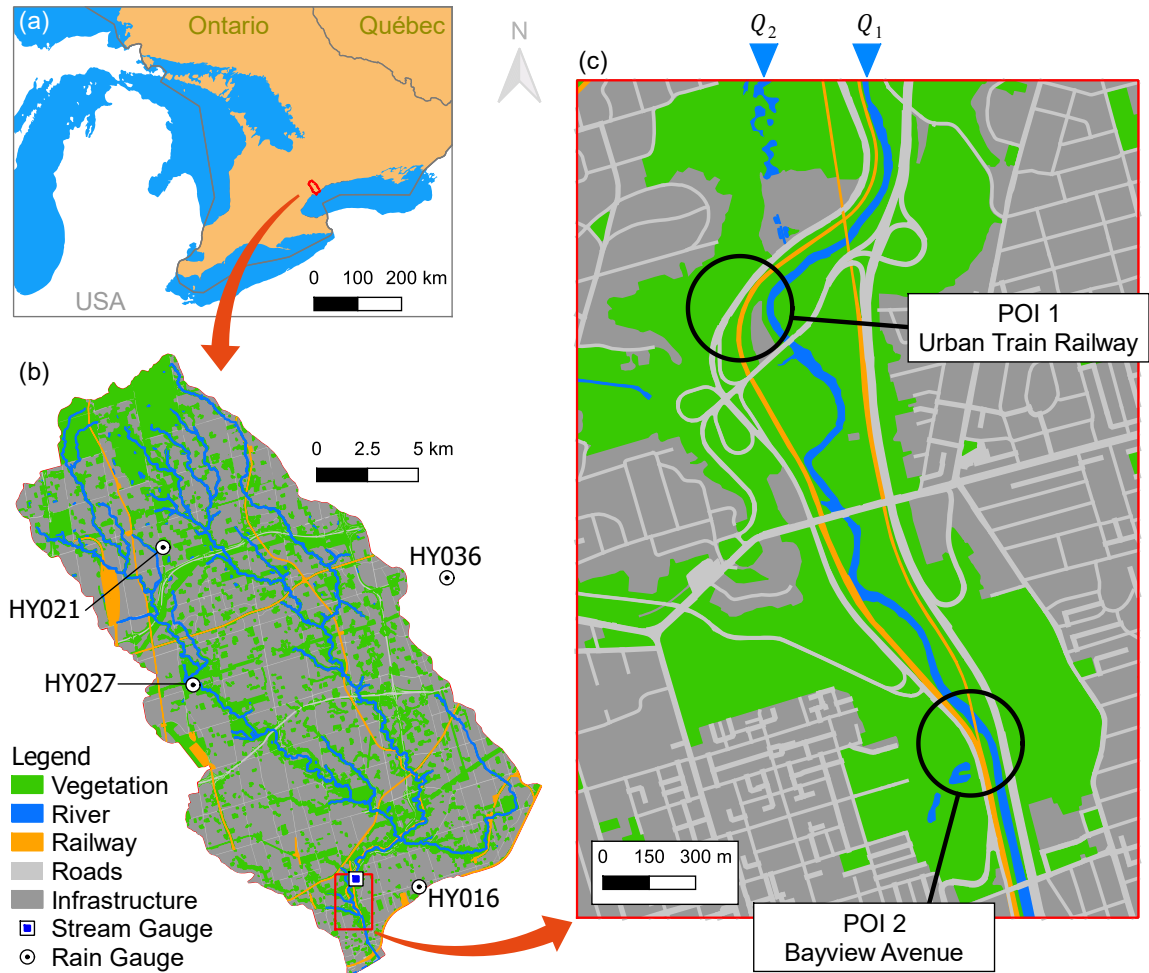 (a)
Ontario
Québec
USA
0 100 200 km
N
(b)
0 2.5 5 km
HY036
HY021
HY027
HY016
Legend
Vegetation
River
Railway
Roads
Infrastructure
Stream Gauge
Rain Gauge
(c)
Q₂
Q₁
POI 1
Urban Train Railway
0 150 300 m
POI 2
Bayview Avenue